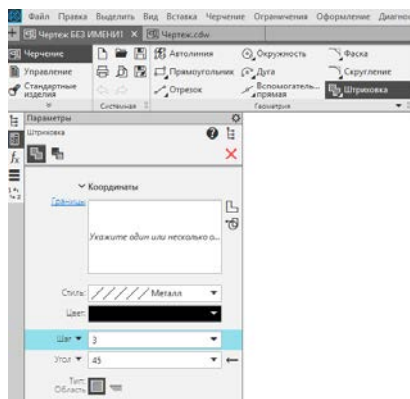 Файл Правка Выделить Вид Вставка Черчение Ограничения Оформление Диагнос
+ Чертеж БЕЗ ИМЕНИ1 × Чертеж.cdw
Черчение Автолиния Окружность Фаска
Управление Прямоугольник Дуга Скругление
Стандартные изделия Отрезок Вспомогатель... прямая Штриховка
Системная Геометрия
Параметры
Штриховка
Координаты
Границы:
Укажите один или несколько о...
Стиль: Металл
Цвет:
Шаг 3
Угол 45
Тип:
Область